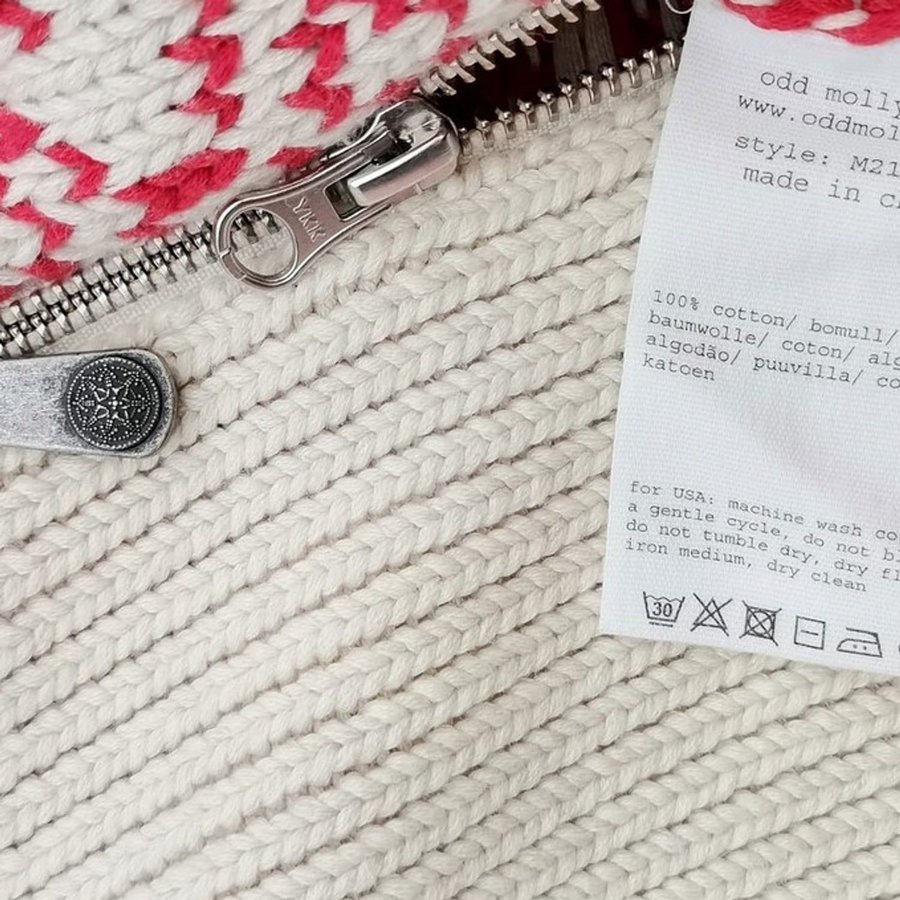 YKK
odd molly
www.oddmol
style: M21
made in c
100% cotton/ bomull/
baumwolle/ coton/ alg
algodão/ puuvilla/ co
katoen
for USA: machine wash co
a gentle cycle, do not b
do not tumble dry, dry fl
iron medium, dry clean
30